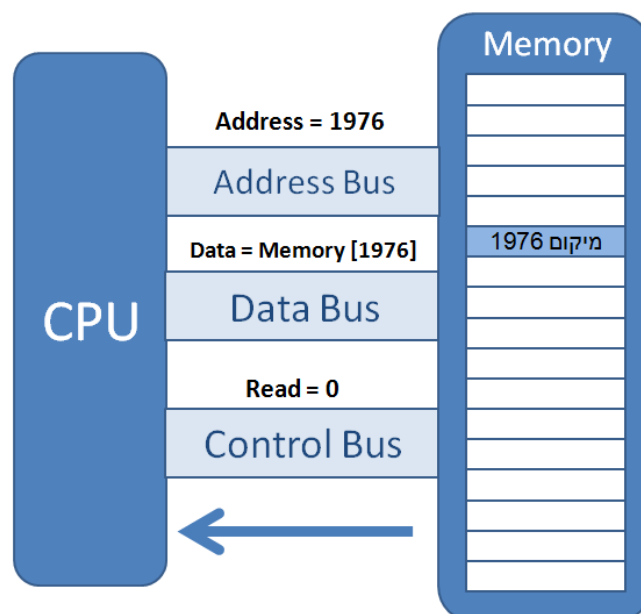 Memory
Address = 1976
Address Bus
מיקום 1976
Data = Memory [1976]
Data Bus
CPU
Read = 0
Control Bus